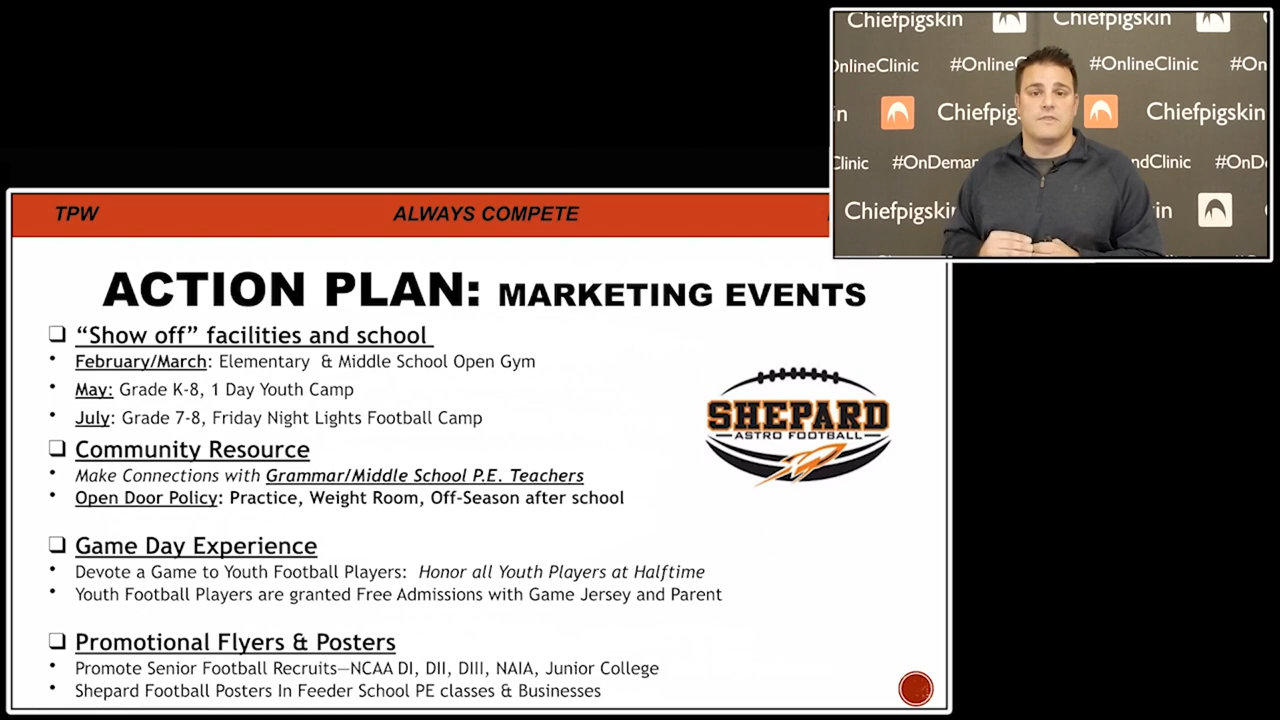 Chiefpigskin Chiefpigskin
#OnlineClinic #OnlineClinic
Chiefpigskin
#OnDemandClinic #OnD
Chiefpigskin
TPW ALWAYS COMPETE
ACTION PLAN: MARKETING EVENTS
❑ “Show off” facilities and school
• February/March: Elementary & Middle School Open Gym
• May: Grade K-8, 1 Day Youth Camp
• July: Grade 7-8, Friday Night Lights Football Camp
SHEPARD
ASTRO FOOTBALL
❑ Community Resource
• Make Connections with Grammar/Middle School P.E. Teachers
• Open Door Policy: Practice, Weight Room, Off-Season after school
❑ Game Day Experience
• Devote a Game to Youth Football Players: Honor all Youth Players at Halftime
• Youth Football Players are granted Free Admissions with Game Jersey and Parent
❑ Promotional Flyers & Posters
• Promote Senior Football Recruits—NCAA DI, DII, DIII, NAIA, Junior College
• Shepard Football Posters In Feeder School PE classes & Businesses